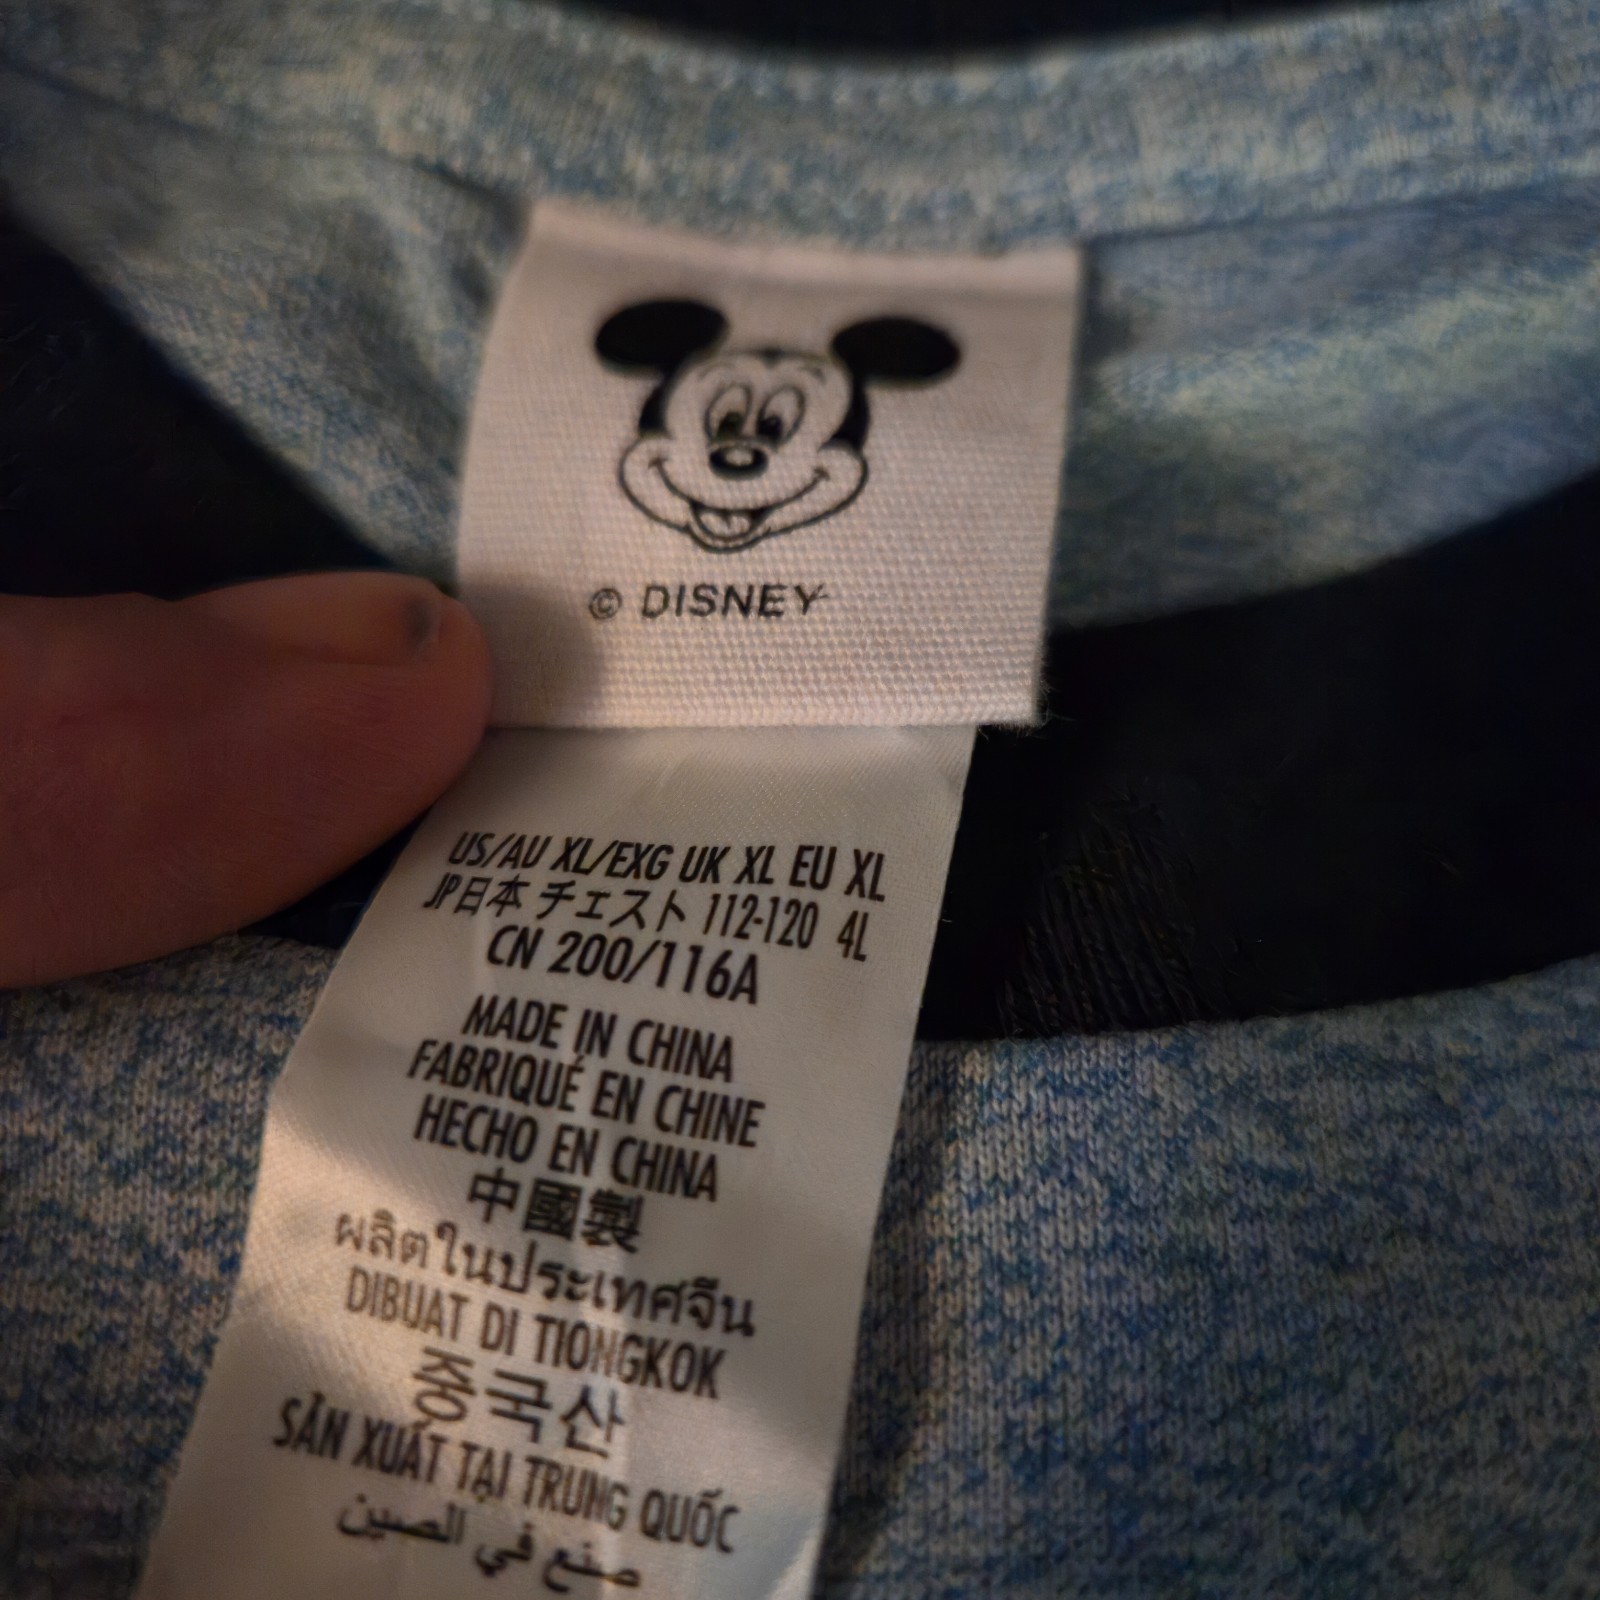 © DISNEY
US/AU XL/EXG UK XL EU XL
JP日本 チェスト 112-120 4L
CN 200/116A
MADE IN CHINA
FABRIQUÉ EN CHINE
HECHO EN CHINA
中國製
ผลิตในประเทศจีน
DIBUAT DI TIONGKOK
중국산
SẢN XUẤT TẠI TRUNG QUỐC
صنع في الصين